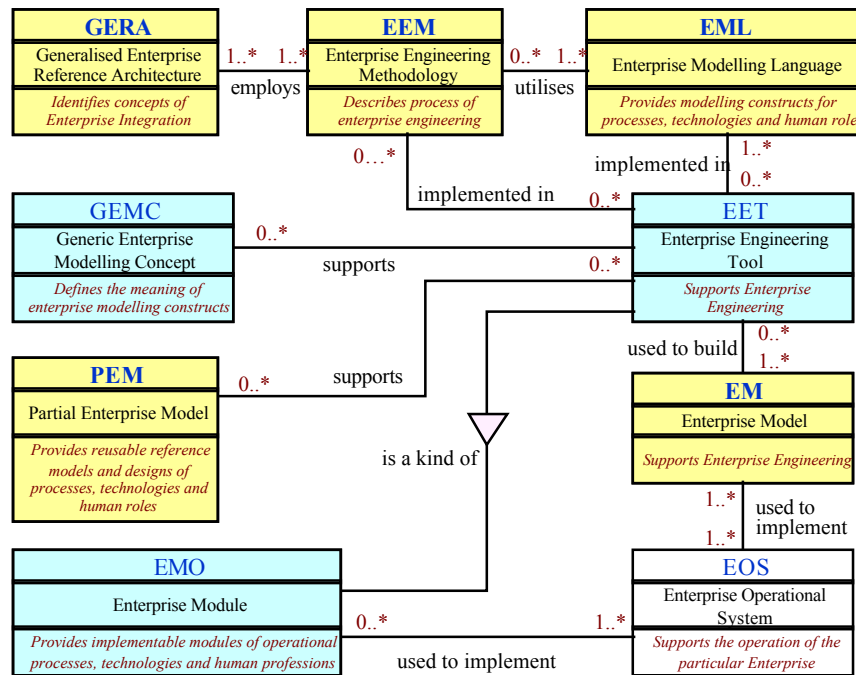 GERA
Generalised Enterprise
Reference Architecture
Identifies concepts of
Enterprise Integration
1..*
1..*
employs
EEM
Enterprise Engineering
Methodology
Describes process of
enterprise engineering
0..*
1..*
utilises
EML
Enterprise Modelling Language
Provides modelling constructs for
processes, technologies and human role
0…*
implemented in
0..*
1..*
implemented in
0..*
GEMC
Generic Enterprise
Modelling Concept
Defines the meaning of
enterprise modelling constructs
0..*
supports
0..*
EET
Enterprise Engineering
Tool
Supports Enterprise
Engineering
0..*
used to build
1..*
PEM
Partial Enterprise Model
Provides reusable reference
models and designs of
processes, technologies and
human roles
0..*
supports
is a kind of
EM
Enterprise Model
Supports Enterprise Engineering
1..*
used to
implement
1..*
EMO
Enterprise Module
Provides implementable modules of operational
processes, technologies and human professions
0..*
1..*
used to implement
EOS
Enterprise Operational
System
Supports the operation of the
particular Enterprise